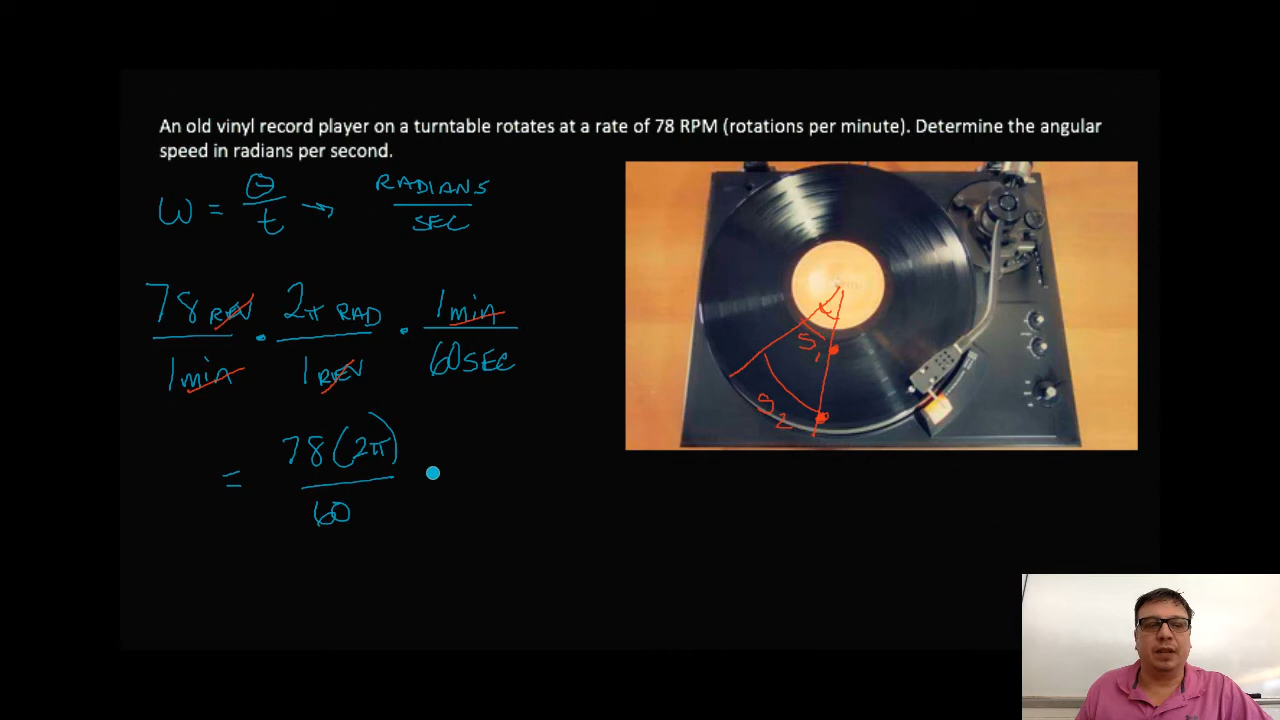 An old vinyl record player on a turntable rotates at a rate of 78 RPM (rotations per minute). Determine the angular
speed in radians per second.
ω = θ / t → RADIANS / SEC
78 REV / 1 min · 2π RAD / 1 REV · 1 min / 60 SEC
= 78(2π) / 60
S1
S2